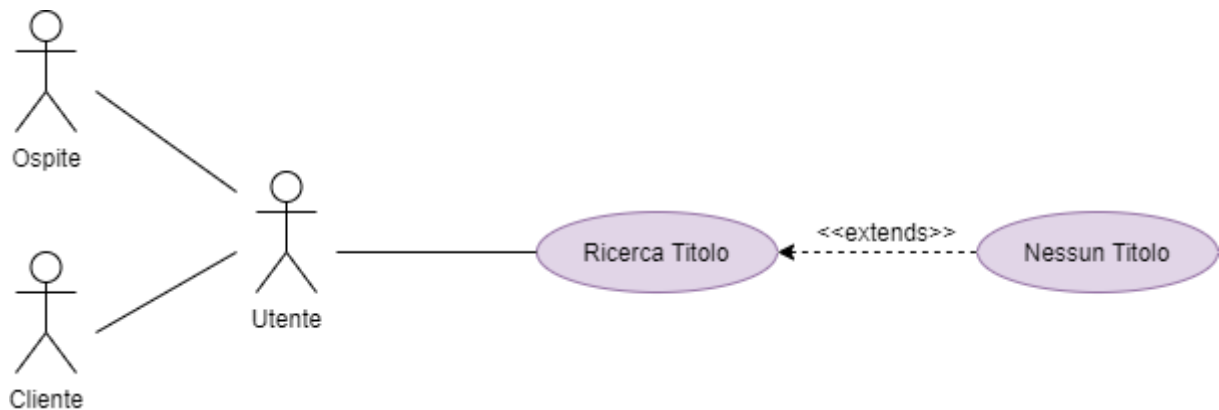 Ospite
Utente
Cliente
Ricerca Titolo
<<extends>>
Nessun Titolo